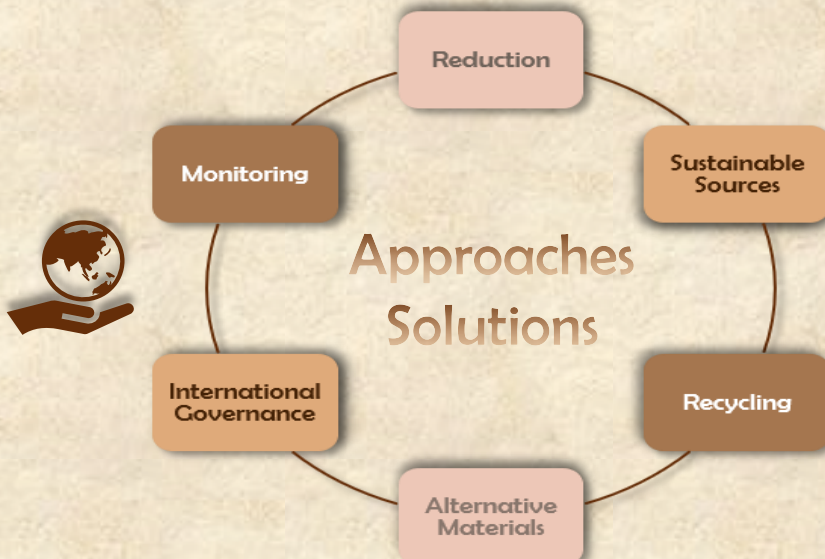 Reduction
Monitoring
Sustainable
Sources
Approaches
Solutions
International
Governance
Recycling
Alternative
Materials